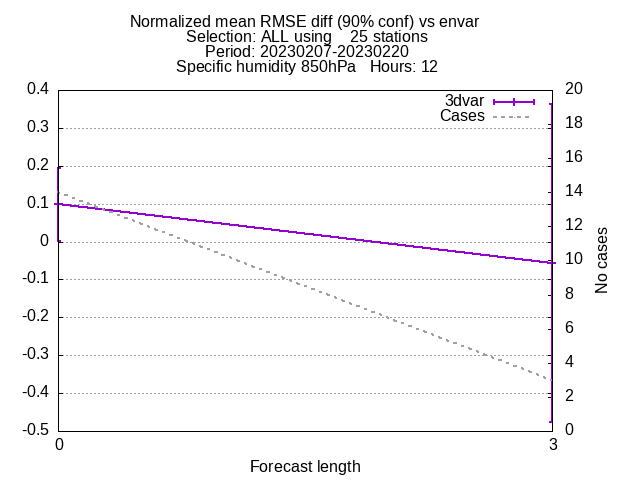 Normalized mean RMSE diff (90% conf) vs envar
Selection: ALL using    25 stations
Period: 20230207-20230220
Specific humidity 850hPa   Hours: 12
3dvar
Cases
0.4
0.3
0.2
0.1
0
-0.1
-0.2
-0.3
-0.4
-0.5
20
18
16
14
12
10
8
6
4
2
0
No cases
0
3
Forecast length